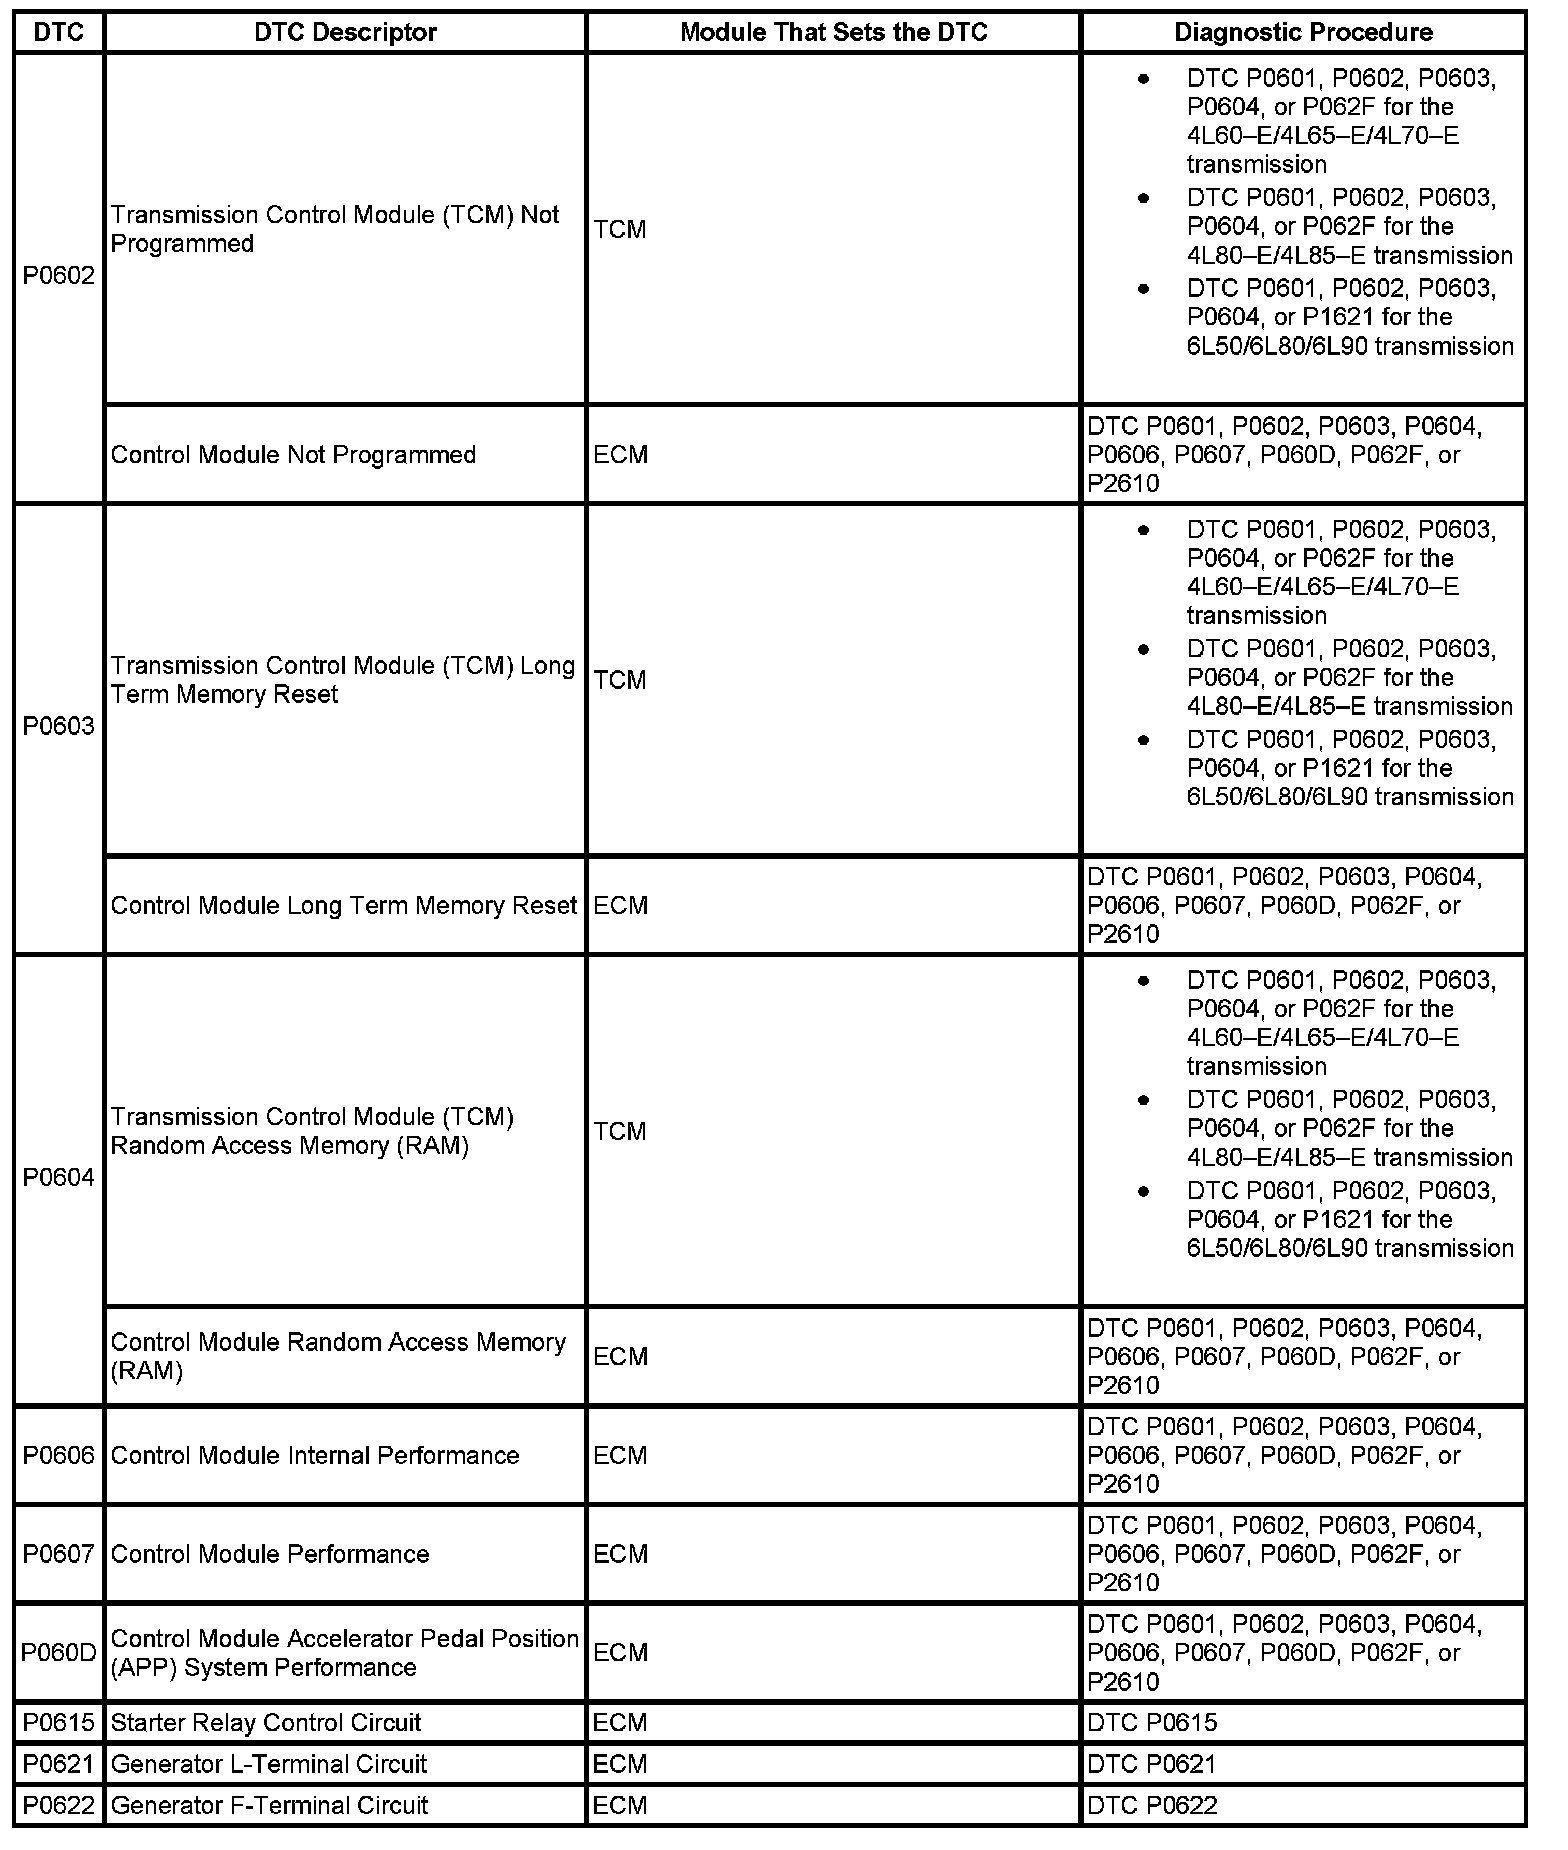 DTC
DTC Descriptor
Module That Sets the DTC
Diagnostic Procedure
P0602
Transmission Control Module (TCM) Not
Programmed
TCM
• DTC P0601, P0602, P0603,
P0604, or P062F for the
4L60–E/4L65–E/4L70–E
transmission
• DTC P0601, P0602, P0603,
P0604, or P062F for the
4L80–E/4L85–E transmission
• DTC P0601, P0602, P0603,
P0604, or P1621 for the
6L50/6L80/6L90 transmission
Control Module Not Programmed
ECM
DTC P0601, P0602, P0603, P0604,
P0606, P0607, P060D, P062F, or
P2610
P0603
Transmission Control Module (TCM) Long
Term Memory Reset
TCM
• DTC P0601, P0602, P0603,
P0604, or P062F for the
4L60–E/4L65–E/4L70–E
transmission
• DTC P0601, P0602, P0603,
P0604, or P062F for the
4L80–E/4L85–E transmission
• DTC P0601, P0602, P0603,
P0604, or P1621 for the
6L50/6L80/6L90 transmission
Control Module Long Term Memory Reset
ECM
DTC P0601, P0602, P0603, P0604,
P0606, P0607, P060D, P062F, or
P2610
P0604
Transmission Control Module (TCM)
Random Access Memory (RAM)
TCM
• DTC P0601, P0602, P0603,
P0604, or P062F for the
4L60–E/4L65–E/4L70–E
transmission
• DTC P0601, P0602, P0603,
P0604, or P062F for the
4L80–E/4L85–E transmission
• DTC P0601, P0602, P0603,
P0604, or P1621 for the
6L50/6L80/6L90 transmission
Control Module Random Access Memory
(RAM)
ECM
DTC P0601, P0602, P0603, P0604,
P0606, P0607, P060D, P062F, or
P2610
P0606
Control Module Internal Performance
ECM
DTC P0601, P0602, P0603, P0604,
P0606, P0607, P060D, P062F, or
P2610
P0607
Control Module Performance
ECM
DTC P0601, P0602, P0603, P0604,
P0606, P0607, P060D, P062F, or
P2610
P060D
Control Module Accelerator Pedal Position
(APP) System Performance
ECM
DTC P0601, P0602, P0603, P0604,
P0606, P0607, P060D, P062F, or
P2610
P0615
Starter Relay Control Circuit
ECM
DTC P0615
P0621
Generator L-Terminal Circuit
ECM
DTC P0621
P0622
Generator F-Terminal Circuit
ECM
DTC P0622